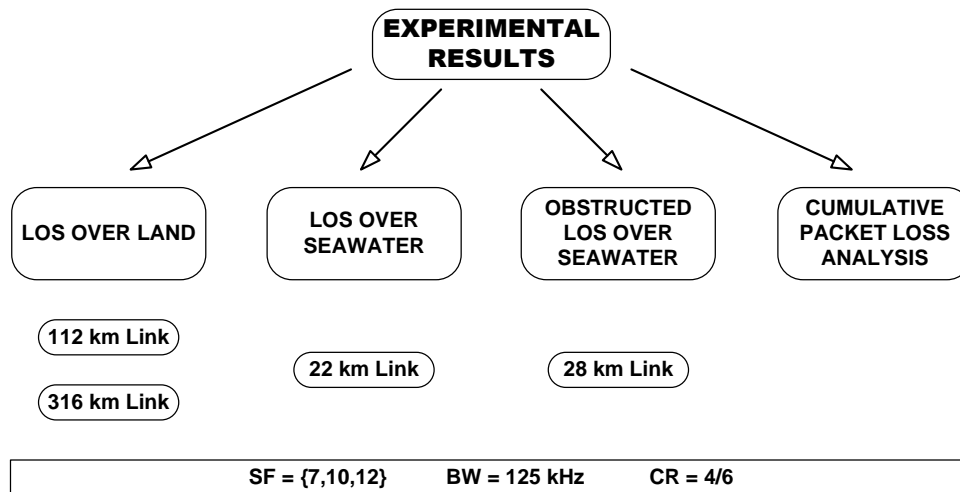 EXPERIMENTAL
RESULTS
LOS OVER LAND
LOS OVER
SEAWATER
OBSTRUCTED
LOS OVER
SEAWATER
CUMULATIVE
PACKET LOSS
ANALYSIS
112 km Link
316 km Link
22 km Link
28 km Link
SF = {7,10,12} BW = 125 kHz CR = 4/6